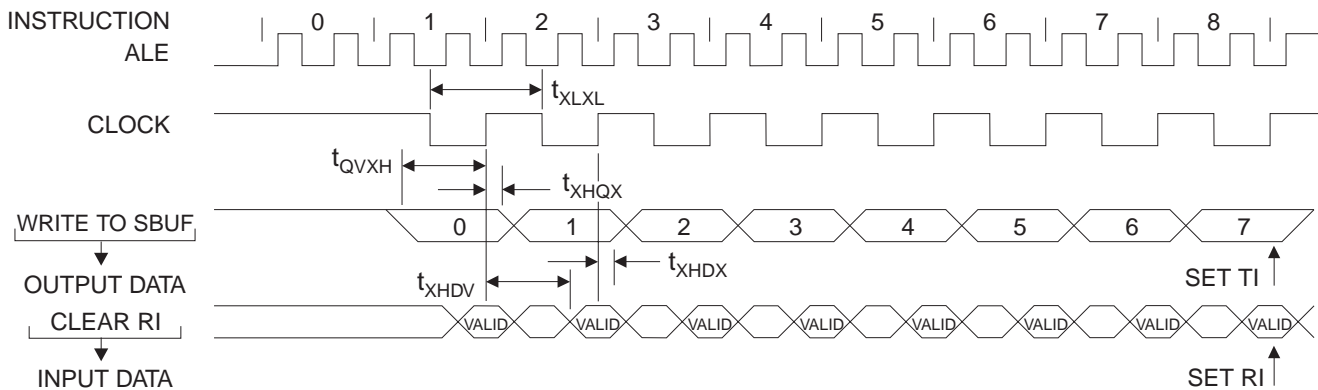 INSTRUCTION 0 1 2 3 4 5 6 7 8
ALE
tXLXL
CLOCK
tQVXH
tXHQX
WRITE TO SBUF 0 1 2 3 4 5 6 7
tXHDX
OUTPUT DATA tXHDV SET TI
CLEAR RI VALID VALID VALID VALID VALID VALID VALID VALID
INPUT DATA SET RI